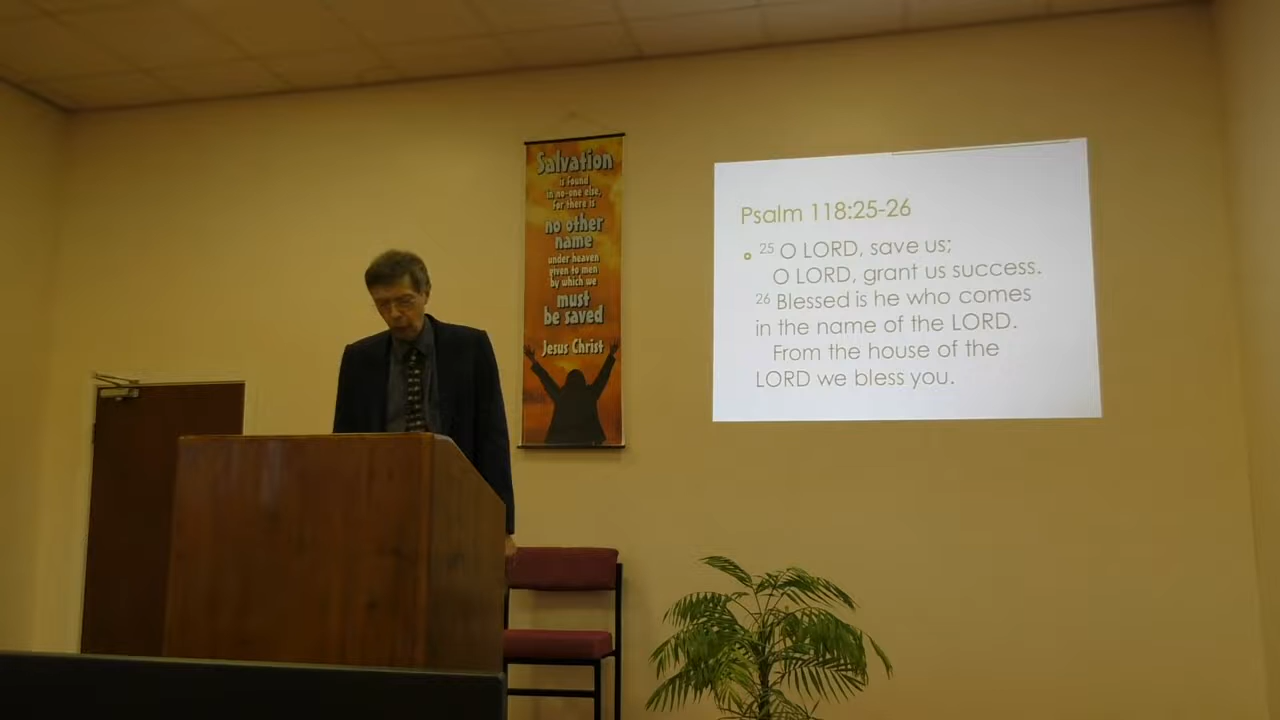 Salvation
is found
in no-one else,
for there is
no other
name
under heaven
given to men
by which we
must
be saved
Jesus Christ
Psalm 118:25-26
25 O LORD, save us;
O LORD, grant us success.
26 Blessed is he who comes
in the name of the LORD.
From the house of the
LORD we bless you.